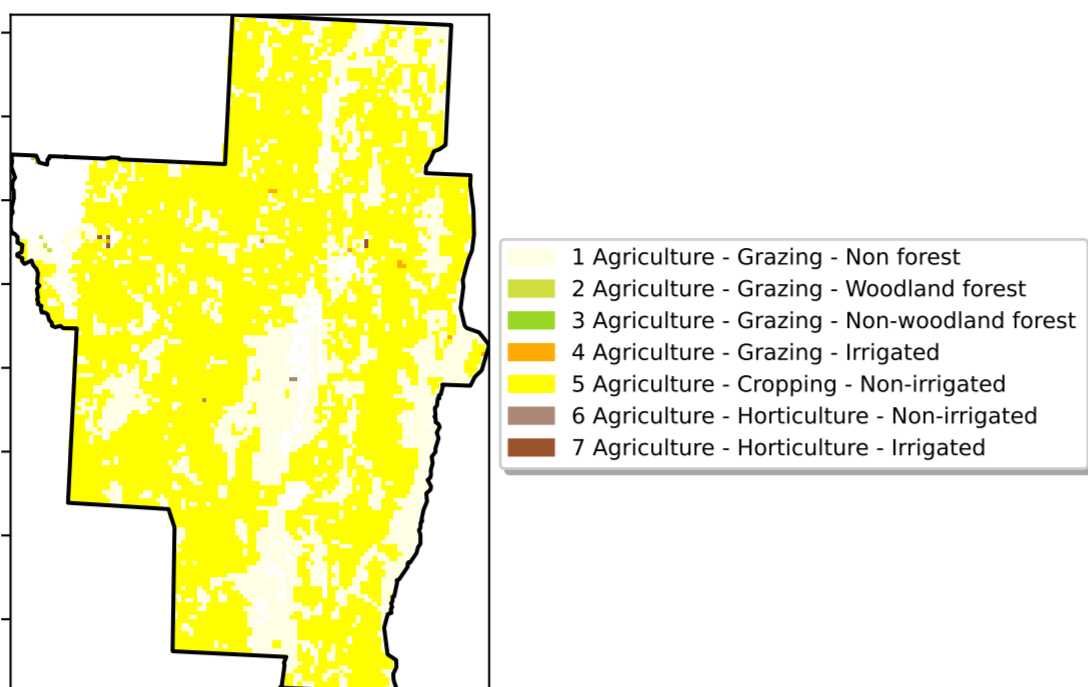 1 Agriculture - Grazing - Non forest
2 Agriculture - Grazing - Woodland forest
3 Agriculture - Grazing - Non-woodland forest
4 Agriculture - Grazing - Irrigated
5 Agriculture - Cropping - Non-irrigated
6 Agriculture - Horticulture - Non-irrigated
7 Agriculture - Horticulture - Irrigated